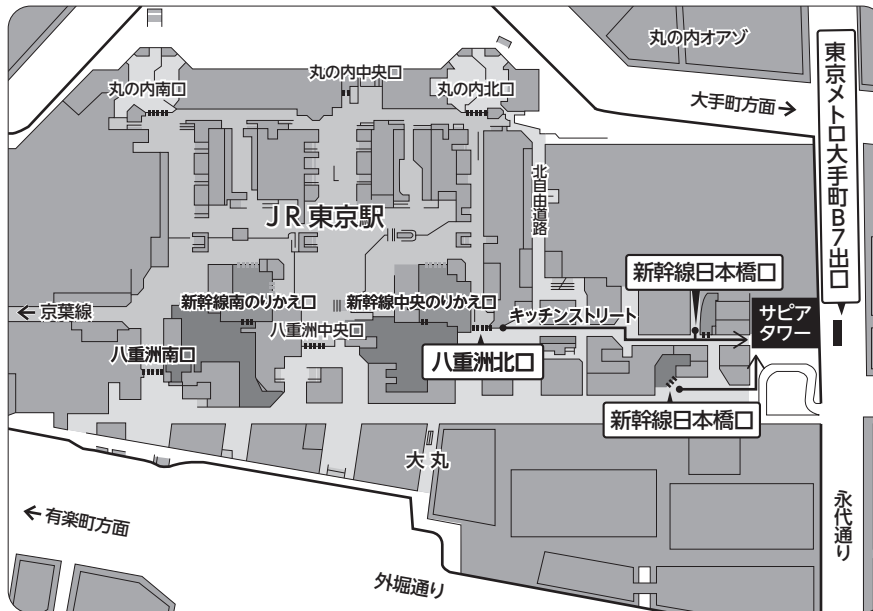 丸の内オアゾ
東京メトロ大手町B7出口
丸の内南口
丸の内中央口
丸の内北口
大手町方面→
北自由道路
JR東京駅
新幹線日本橋口
←京葉線
新幹線南のりかえ口
新幹線中央のりかえ口
キッチンストリート
サピア
タワー
八重洲中央口
八重洲南口
八重洲北口
新幹線日本橋口
大丸
←有楽町方面
永代通り
外堀通り